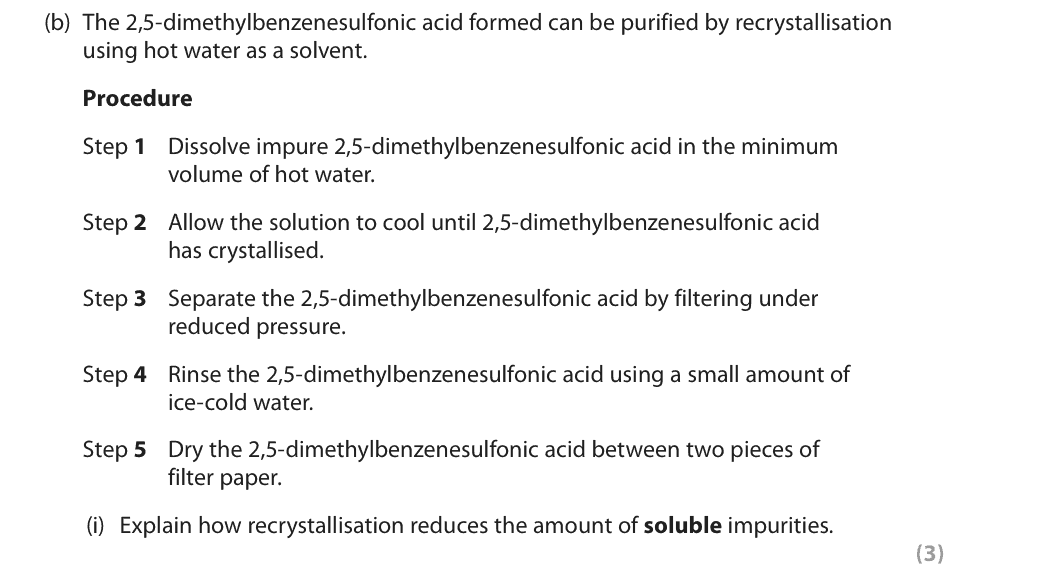 (b) The 2,5-dimethylbenzenesulfonic acid formed can be purified by recrystallisation
using hot water as a solvent.
Procedure
Step 1 Dissolve impure 2,5-dimethylbenzenesulfonic acid in the minimum
volume of hot water.
Step 2 Allow the solution to cool until 2,5-dimethylbenzenesulfonic acid
has crystallised.
Step 3 Separate the 2,5-dimethylbenzenesulfonic acid by filtering under
reduced pressure.
Step 4 Rinse the 2,5-dimethylbenzenesulfonic acid using a small amount of
ice-cold water.
Step 5 Dry the 2,5-dimethylbenzenesulfonic acid between two pieces of
filter paper.
(i) Explain how recrystallisation reduces the amount of soluble impurities.
(3)